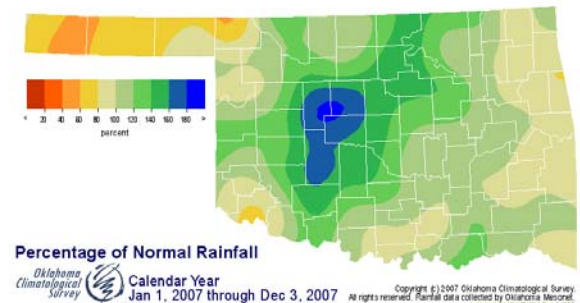 < 20 40 60 80 100 120 140 160 180 >
percent
Percentage of Normal Rainfall
Oklahoma
Climatological
Survey
Calendar Year
Jan 1, 2007 through Dec 3, 2007
Copyright (c) 2007 Oklahoma Climatological Survey.
All rights reserved. Rainfall data collected by Oklahoma Mesonet.